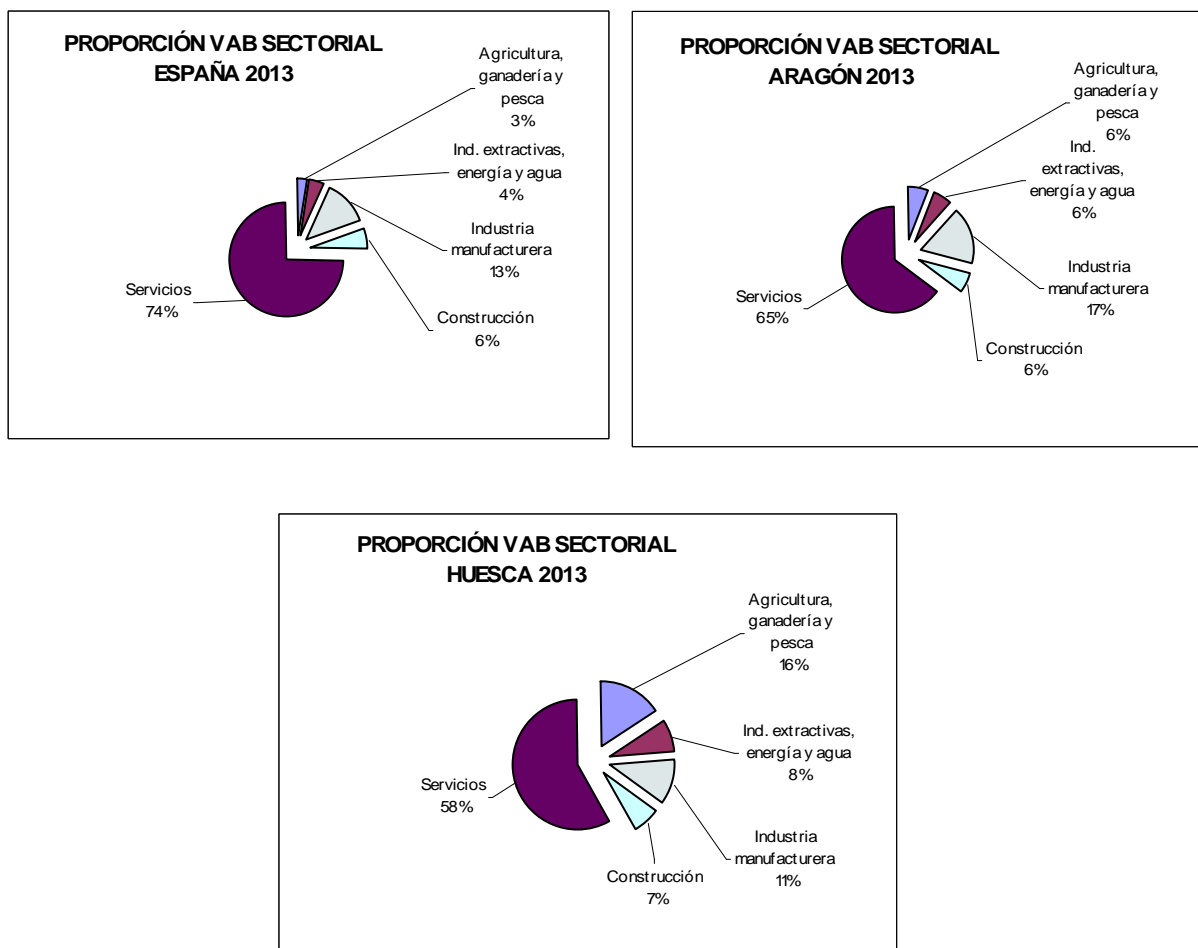 PROPORCIÓN VAB SECTORIAL
ESPAÑA 2013
Agricultura,
ganadería y
pesca
3%
Ind. extractivas,
energía y agua
4%
Industria
manufacturera
13%
Construcción
6%
Servicios
74%
PROPORCIÓN VAB SECTORIAL
ARAGÓN 2013
Agricultura,
ganadería y
pesca
6%
Ind.
extractivas,
energía y agua
6%
Industria
manufacturera
17%
Construcción
6%
Servicios
65%
PROPORCIÓN VAB SECTORIAL
HUESCA 2013
Agricultura,
ganadería y
pesca
16%
Ind. extractivas,
energía y agua
8%
Industria
manufacturera
11%
Construcción
7%
Servicios
58%